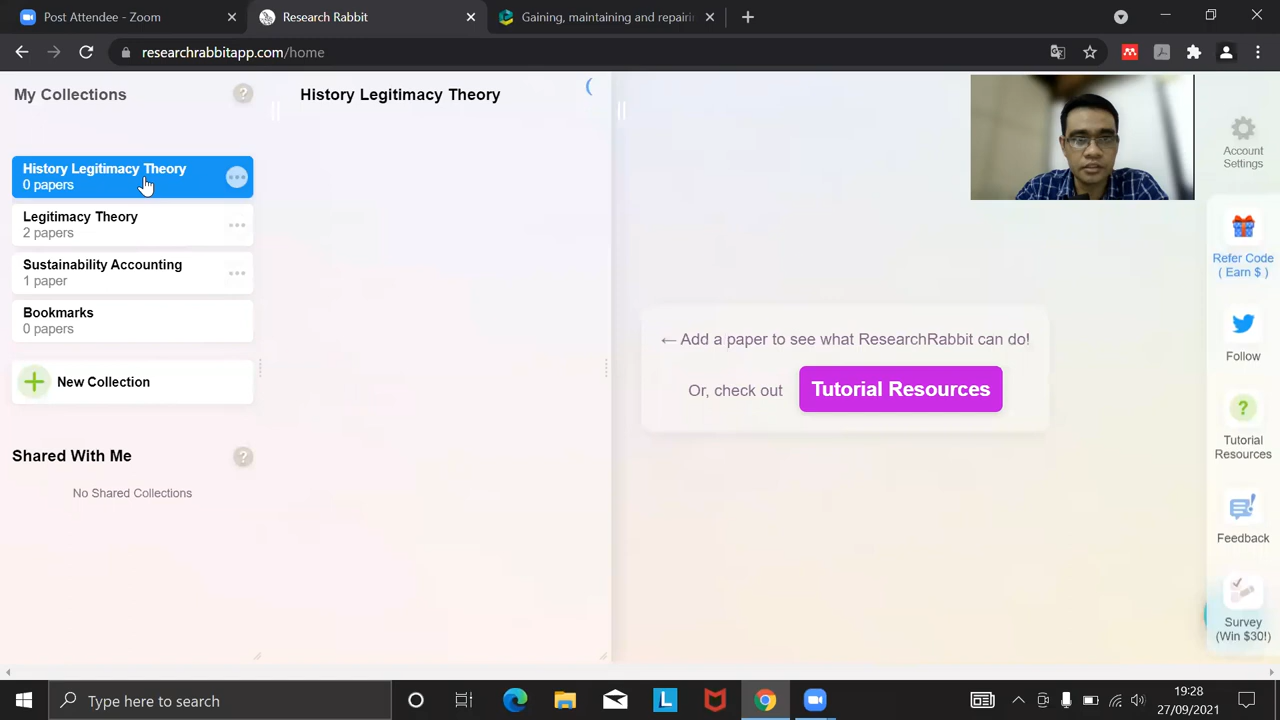 Post Attendee - Zoom
Research Rabbit
Gaining, maintaining and repairin
researchrabbitapp.com/home
My Collections
?
History Legitimacy Theory
0 papers
Legitimacy Theory
2 papers
Sustainability Accounting
1 paper
Bookmarks
0 papers
New Collection
Shared With Me
?
No Shared Collections
History Legitimacy Theory
← Add a paper to see what ResearchRabbit can do!
Or, check out
Tutorial Resources
Account
Settings
Refer Code
( Earn $ )
Follow
?
Tutorial
Resources
Feedback
Survey
(Win $30!)
Type here to search
L
19:28
27/09/2021